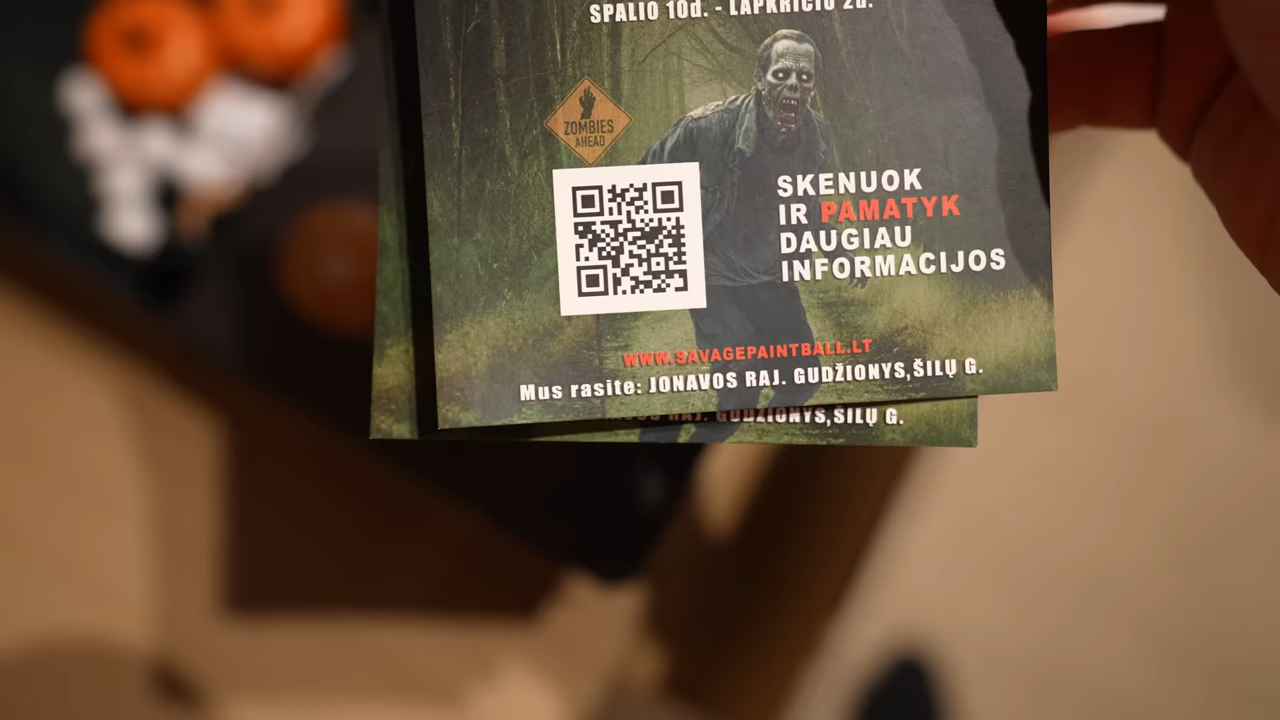 SPALIO 10d. - LAPKRIČIO 2d.
ZOMBIES
AHEAD
SKENUOK
IR PAMATYK
DAUGIAU
INFORMACIJOS
WWW.SAVAGEPAINTBALL.LT
Mus rasite: JONAVOS RAJ. GUDŽIONYS,ŠILŲ G.
RAJ. GUDŽIONYS,ŠILŲ G.